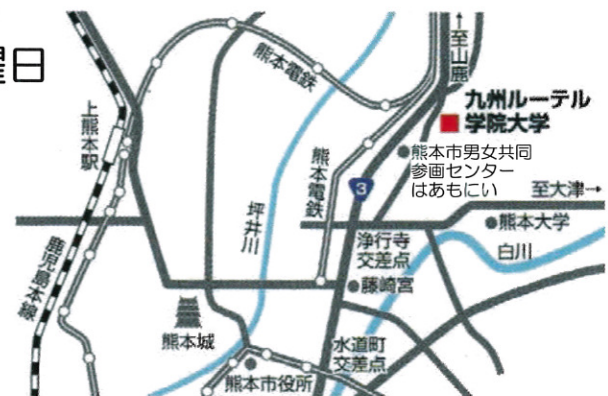 曜日
熊本電鉄
↑至山鹿
九州ルーテル
学院大学
上熊本駅
熊本電鉄
熊本市男女共同
参画センター
はあもにい
3
至大津→
坪井川
熊本大学
浄行寺
交差点
白川
鹿児島本線
藤崎宮
熊本城
水道町
交差点
熊本市役所